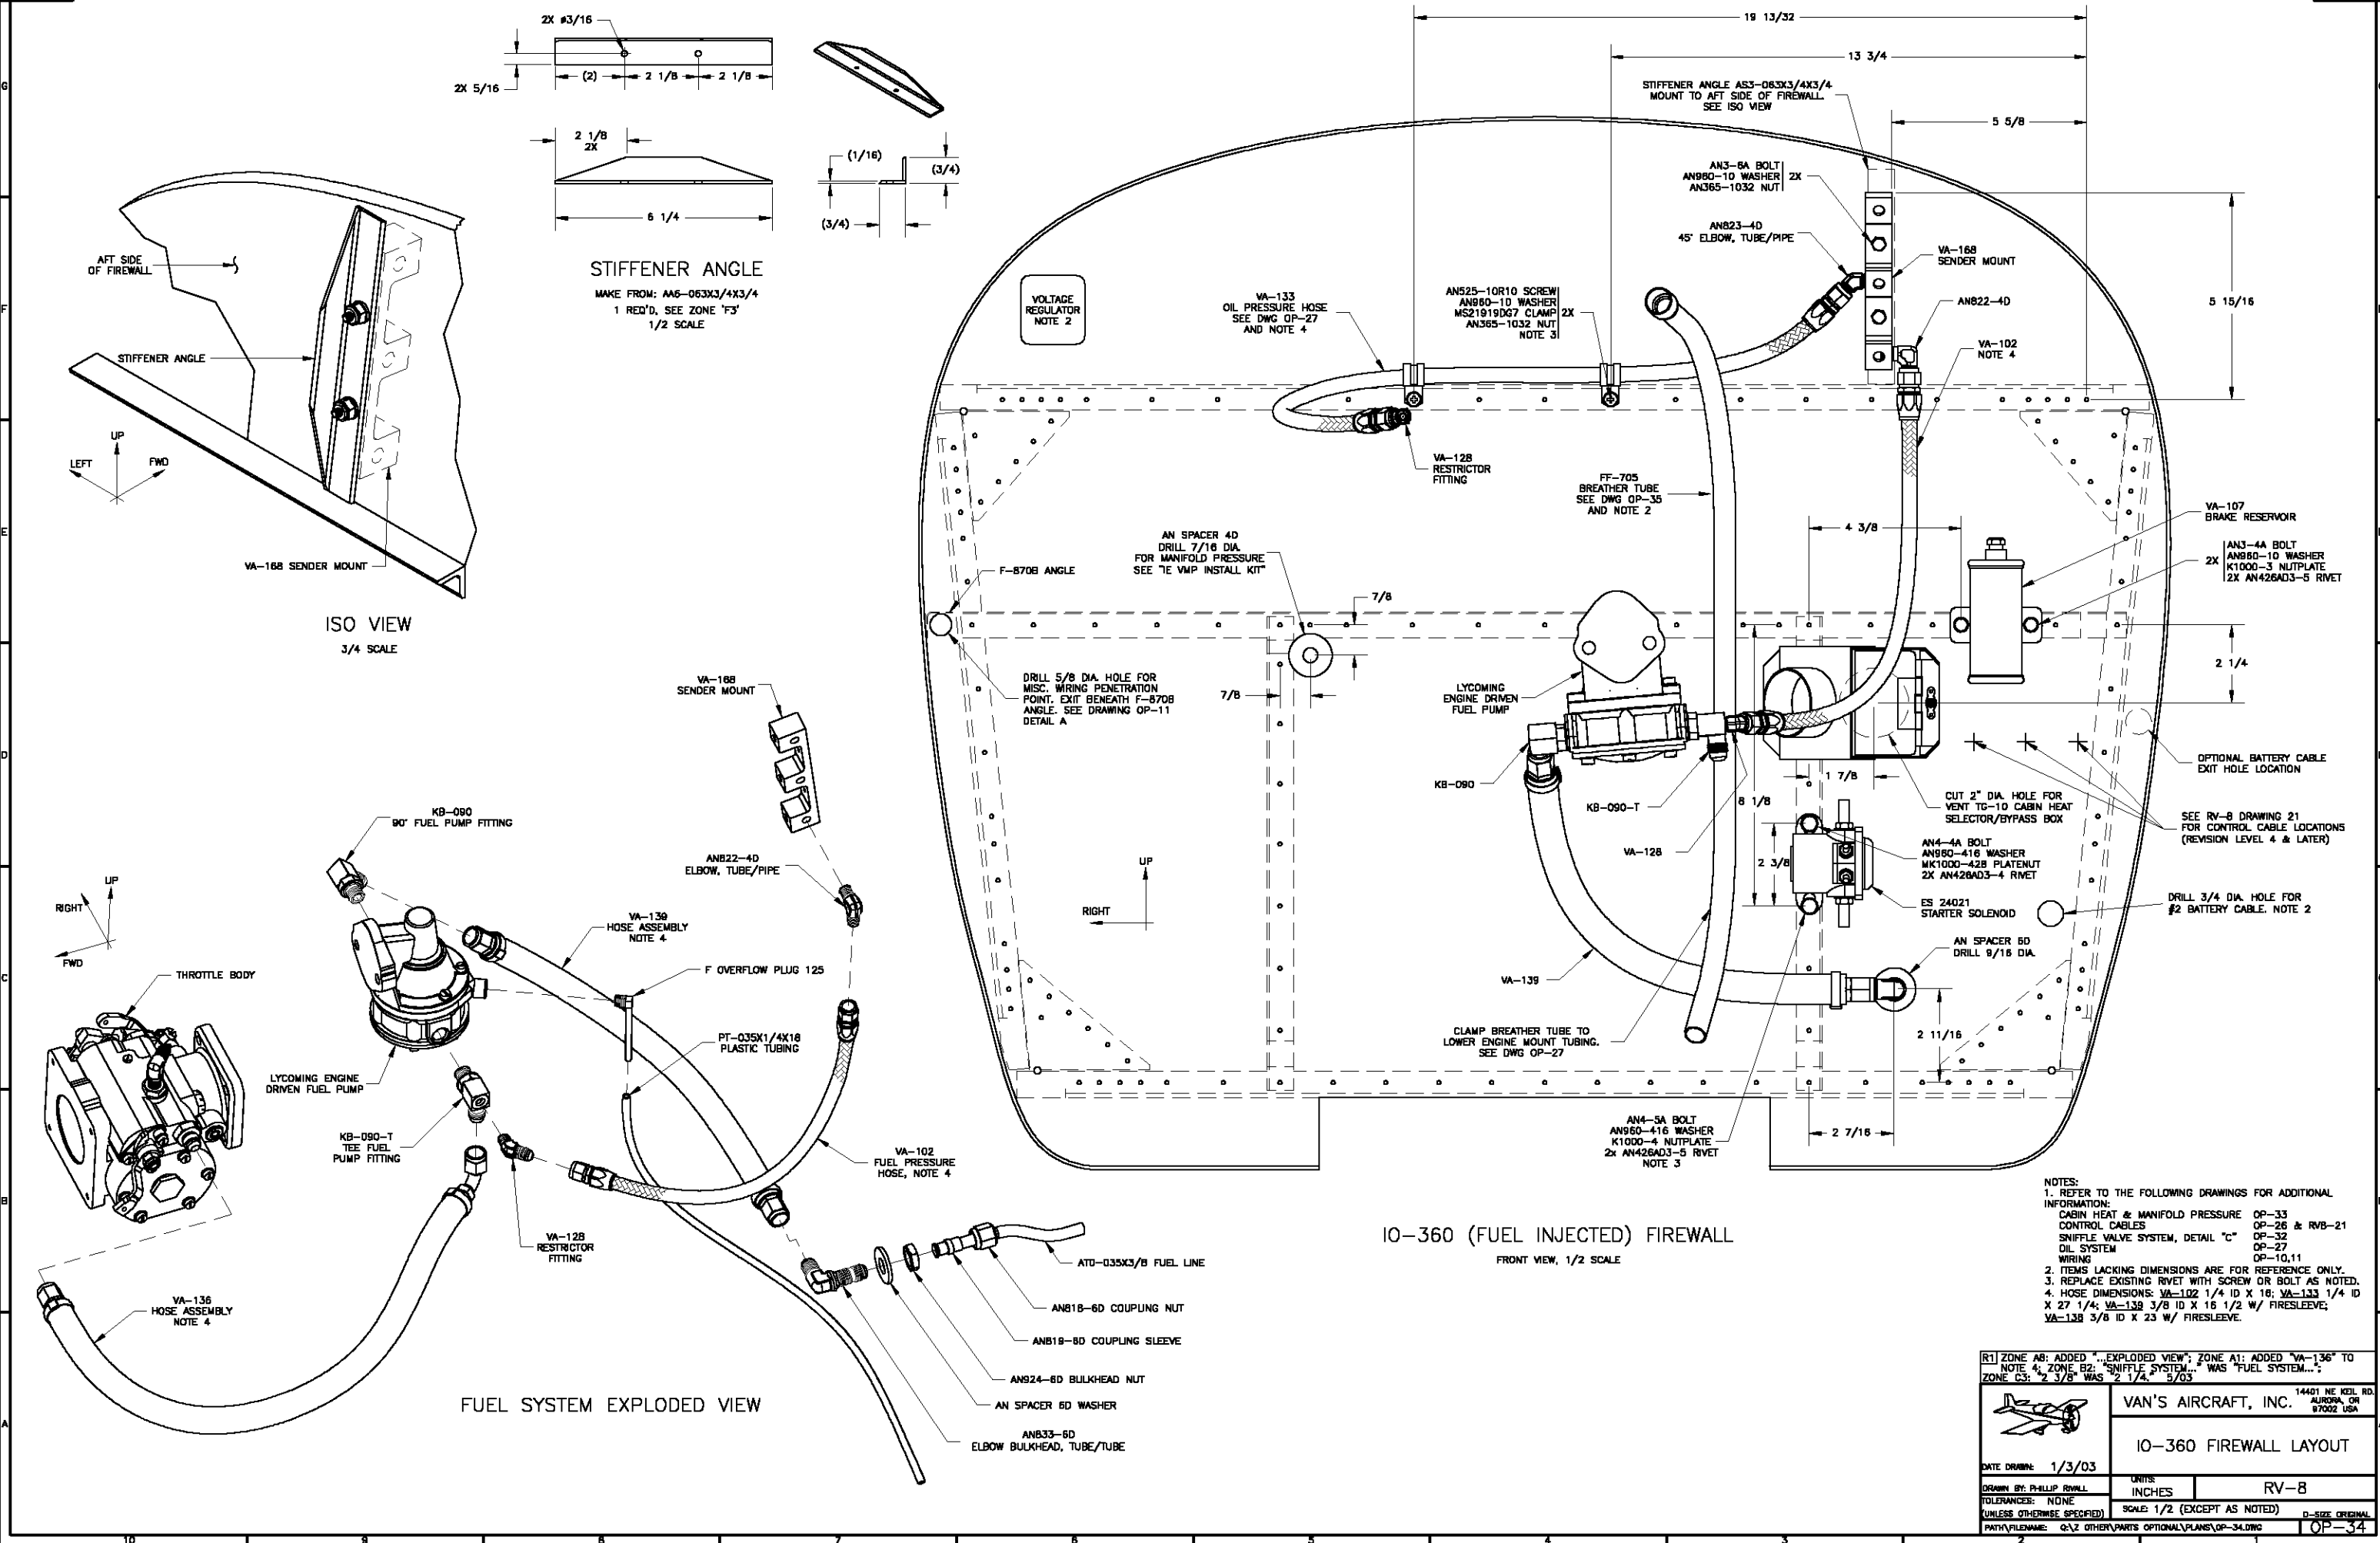 2X ø3/16
2X 5/16
(2)
2 1/8
2 1/8
2 1/8
2X
6 1/4
(1/16)
(3/4)
(3/4)
STIFFENER ANGLE
MAKE FROM: AA6-063X3/4X3/4
1 REQ'D, SEE ZONE 'F3'
1/2 SCALE
AFT SIDE
OF FIREWALL
STIFFENER ANGLE
UP
LEFT
FWD
VA-168 SENDER MOUNT
ISO VIEW
3/4 SCALE
19 13/32
13 3/4
STIFFENER ANGLE AS3-063X3/4X3/4
MOUNT TO AFT SIDE OF FIREWALL.
SEE ISO VIEW
5 5/8
AN3-6A BOLT
AN960-10 WASHER
AN365-1032 NUT
2X
AN823-4D
45° ELBOW, TUBE/PIPE
VA-168
SENDER MOUNT
AN822-4D
5 15/16
VA-102
NOTE 4
VOLTAGE
REGULATOR
NOTE 2
VA-133
OIL PRESSURE HOSE
SEE DWG OP-27
AND NOTE 4
AN525-10R10 SCREW
AN960-10 WASHER
MS21919DG7 CLAMP
AN365-1032 NUT
NOTE 3
2X
VA-128
RESTRICTOR
FITTING
FF-705
BREATHER TUBE
SEE DWG OP-35
AND NOTE 2
4 3/8
VA-107
BRAKE RESERVOIR
2X
AN3-4A BOLT
AN960-10 WASHER
K1000-3 NUTPLATE
2X AN426AD3-5 RIVET
AN SPACER 4D
DRILL 7/16 DIA.
FOR MANIFOLD PRESSURE
SEE "IE VMP INSTALL KIT"
F-870B ANGLE
7/8
7/8
DRILL 5/8 DIA. HOLE FOR
MISC. WIRING PENETRATION
POINT. EXIT BENEATH F-870B
ANGLE. SEE DRAWING OP-11
DETAIL A
LYCOMING
ENGINE DRIVEN
FUEL PUMP
2 1/4
KB-090
KB-090-T
1 7/8
8 1/8
2 3/8
OPTIONAL BATTERY CABLE
EXIT HOLE LOCATION
CUT 2" DIA. HOLE FOR
VENT TG-10 CABIN HEAT
SELECTOR/BYPASS BOX
SEE RV-8 DRAWING 21
FOR CONTROL CABLE LOCATIONS
(REVISION LEVEL 4 & LATER)
VA-128
AN4-4A BOLT
AN960-416 WASHER
MK1000-428 PLATENUT
2X AN426AD3-4 RIVET
UP
RIGHT
ES 24021
STARTER SOLENOID
DRILL 3/4 DIA. HOLE FOR
#2 BATTERY CABLE. NOTE 2
AN SPACER 6D
DRILL 9/16 DIA.
VA-139
CLAMP BREATHER TUBE TO
LOWER ENGINE MOUNT TUBING.
SEE DWG OP-27
2 11/16
AN4-5A BOLT
AN960-416 WASHER
K1000-4 NUTPLATE
2x AN426AD3-5 RIVET
NOTE 3
2 7/16
IO-360 (FUEL INJECTED) FIREWALL
FRONT VIEW, 1/2 SCALE
VA-168
SENDER MOUNT
KB-090
90° FUEL PUMP FITTING
AN822-4D
ELBOW, TUBE/PIPE
UP
RIGHT
FWD
VA-139
HOSE ASSEMBLY
NOTE 4
THROTTLE BODY
F OVERFLOW PLUG 125
PT-035X1/4X18
PLASTIC TUBING
LYCOMING ENGINE
DRIVEN FUEL PUMP
KB-090-T
TEE FUEL
PUMP FITTING
VA-102
FUEL PRESSURE
HOSE, NOTE 4
VA-128
RESTRICTOR
FITTING
ATO-035X3/8 FUEL LINE
VA-136
HOSE ASSEMBLY
NOTE 4
AN818-6D COUPLING NUT
AN819-6D COUPLING SLEEVE
AN924-6D BULKHEAD NUT
AN SPACER 6D WASHER
AN833-6D
ELBOW BULKHEAD, TUBE/TUBE
FUEL SYSTEM EXPLODED VIEW
NOTES:
1. REFER TO THE FOLLOWING DRAWINGS FOR ADDITIONAL
INFORMATION:
CABIN HEAT & MANIFOLD PRESSURE OP-33
CONTROL CABLES OP-26 & RV8-21
SNIFFLE VALVE SYSTEM, DETAIL "C" OP-32
OIL SYSTEM OP-27
WIRING OP-10,11
2. ITEMS LACKING DIMENSIONS ARE FOR REFERENCE ONLY.
3. REPLACE EXISTING RIVET WITH SCREW OR BOLT AS NOTED.
4. HOSE DIMENSIONS: VA-102 1/4 ID X 16; VA-133 1/4 ID
X 27 1/4; VA-139 3/8 ID X 16 1/2 W/ FIRESLEEVE;
VA-136 3/8 ID X 23 W/ FIRESLEEVE.
R1 ZONE A8: ADDED "...EXPLODED VIEW"; ZONE A1: ADDED "VA-136" TO
NOTE 4; ZONE B2: "SNIFFLE SYSTEM..." WAS "FUEL SYSTEM...";
ZONE C3: "2 3/8" WAS "2 1/4." 5/03
VAN'S AIRCRAFT, INC.
14401 NE KEIL RD.
AURORA, OR
97002 USA
IO-360 FIREWALL LAYOUT
DATE DRAWN: 1/3/03
DRAWN BY: PHILLIP RIVALL
UNITS:
INCHES
RV-8
TOLERANCES: NONE
(UNLESS OTHERWISE SPECIFIED)
SCALE: 1/2 (EXCEPT AS NOTED)
D-SIZE ORIGINAL
PATH\FILENAME: Q:\Z OTHER\PARTS OPTIONAL\PLANS\OP-34.DWG
OP-34
G
F
E
D
C
B
A
10
9
8
7
6
5
4
3
2
1